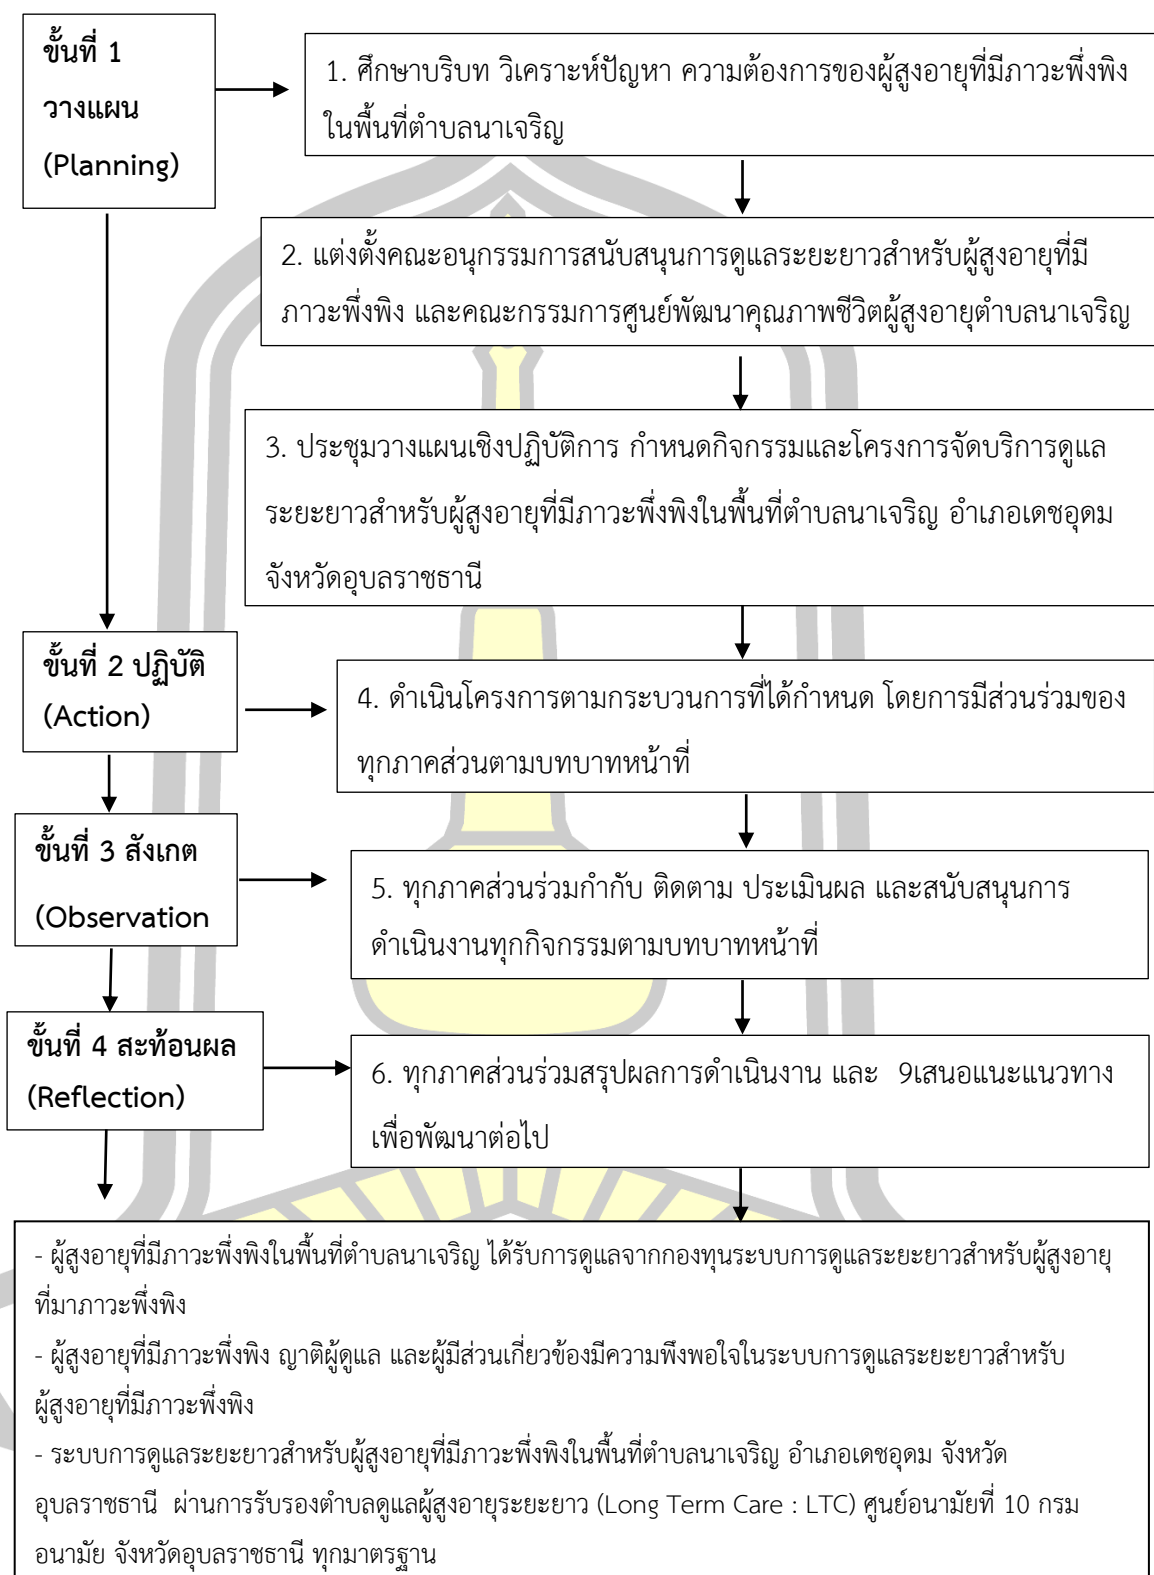 ขั้นที่ 1
วางแผน
(Planning)
1. ศึกษาบริบท วิเคราะห์ปัญหา ความต้องการของผู้สูงอายุที่มีภาวะพึ่งพิง
ในพื้นที่ตำบลนาเจริญ
2. แต่งตั้งคณะอนุกรรมการสนับสนุนการดูแลระยะยาวสำหรับผู้สูงอายุที่มี
ภาวะพึ่งพิง และคณะกรรมการศูนย์พัฒนาคุณภาพชีวิตผู้สูงอายุตำบลนาเจริญ
3. ประชุมวางแผนเชิงปฏิบัติการ กำหนดกิจกรรมและโครงการจัดบริการดูแล
ระยะยาวสำหรับผู้สูงอายุที่มีภาวะพึ่งพิงในพื้นที่ตำบลนาเจริญ อำเภอเดชอุดม
จังหวัดอุบลราชธานี
ขั้นที่ 2 ปฏิบัติ
(Action)
4. ดำเนินโครงการตามกระบวนการที่ได้กำหนด โดยการมีส่วนร่วมของ
ทุกภาคส่วนตามบทบาทหน้าที่
ขั้นที่ 3 สังเกต
(Observation
5. ทุกภาคส่วนร่วมกำกับ ติดตาม ประเมินผล และสนับสนุนการ
ดำเนินงานทุกกิจกรรมตามบทบาทหน้าที่
ขั้นที่ 4 สะท้อนผล
(Reflection)
6. ทุกภาคส่วนร่วมสรุปผลการดำเนินงาน และ 9เสนอแนะแนวทาง
เพื่อพัฒนาต่อไป
- ผู้สูงอายุที่มีภาวะพึ่งพิงในพื้นที่ตำบลนาเจริญ ได้รับการดูแลจากกองทุนระบบการดูแลระยะยาวสำหรับผู้สูงอายุ
ที่มาภาวะพึ่งพิง
- ผู้สูงอายุที่มีภาวะพึ่งพิง ญาติผู้ดูแล และผู้มีส่วนเกี่ยวข้องมีความพึงพอใจในระบบการดูแลระยะยาวสำหรับ
ผู้สูงอายุที่มีภาวะพึ่งพิง
- ระบบการดูแลระยะยาวสำหรับผู้สูงอายุที่มีภาวะพึ่งพิงในพื้นที่ตำบลนาเจริญ อำเภอเดชอุดม จังหวัด
อุบลราชธานี ผ่านการรับรองตำบลดูแลผู้สูงอายุระยะยาว (Long Term Care : LTC) ศูนย์อนามัยที่ 10 กรม
อนามัย จังหวัดอุบลราชธานี ทุกมาตรฐาน